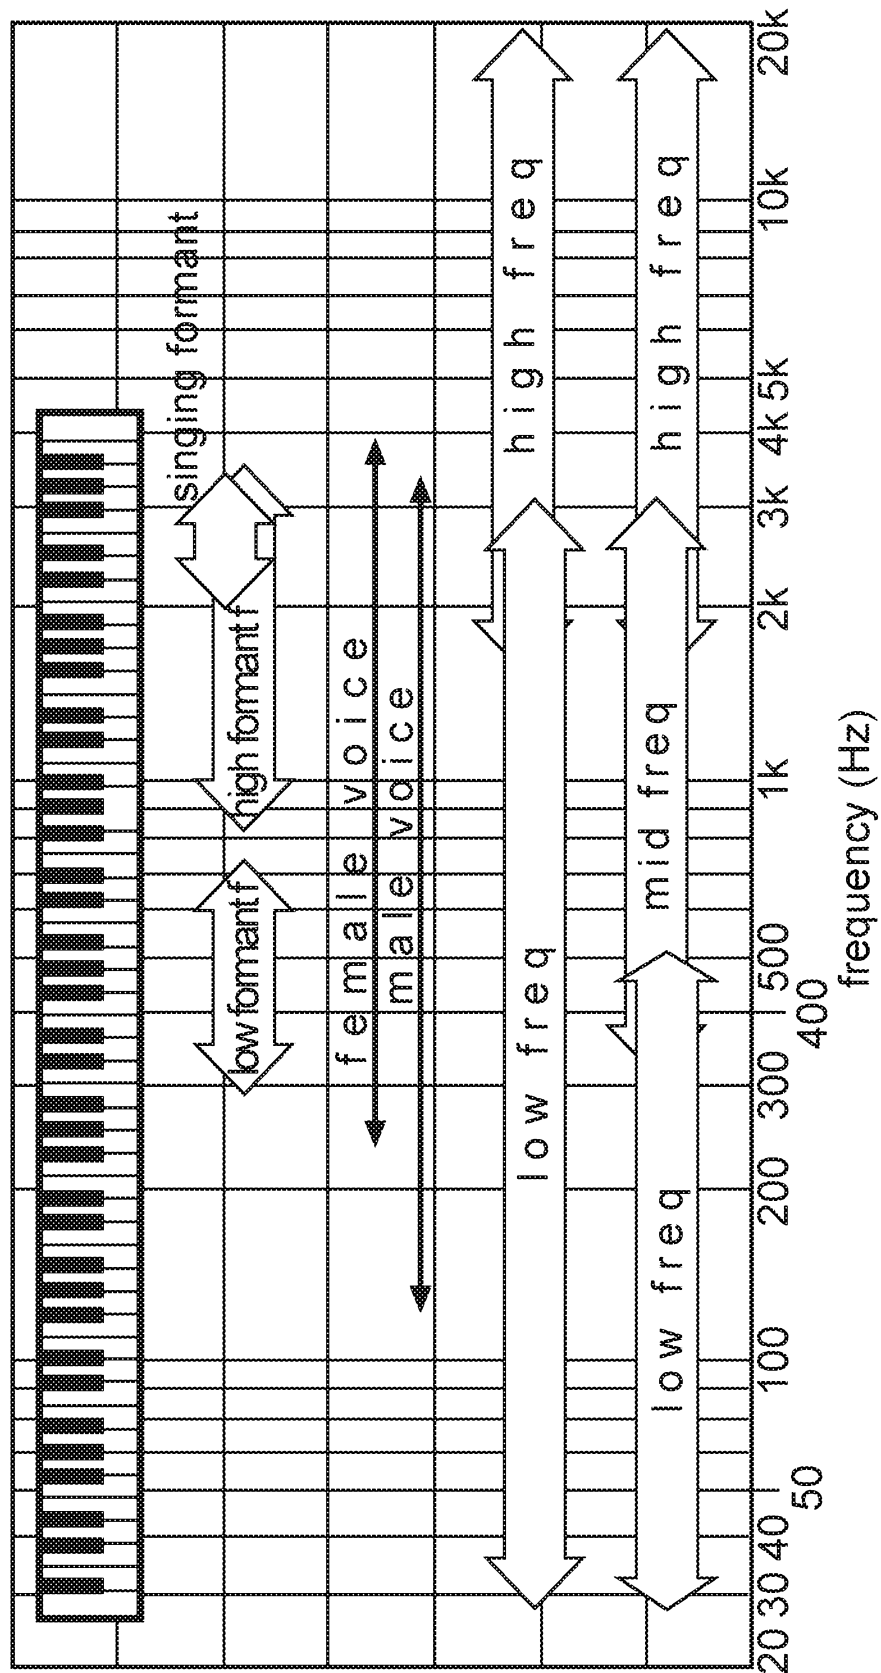 singing formant
low formant f
high formant f
female voice
male voice
low freq
high freq
low freq
mid freq
high freq
20 30 40 50 100 200 300 400 500 1k 2k 3k 4k 5k 10k 20k
frequency (Hz)